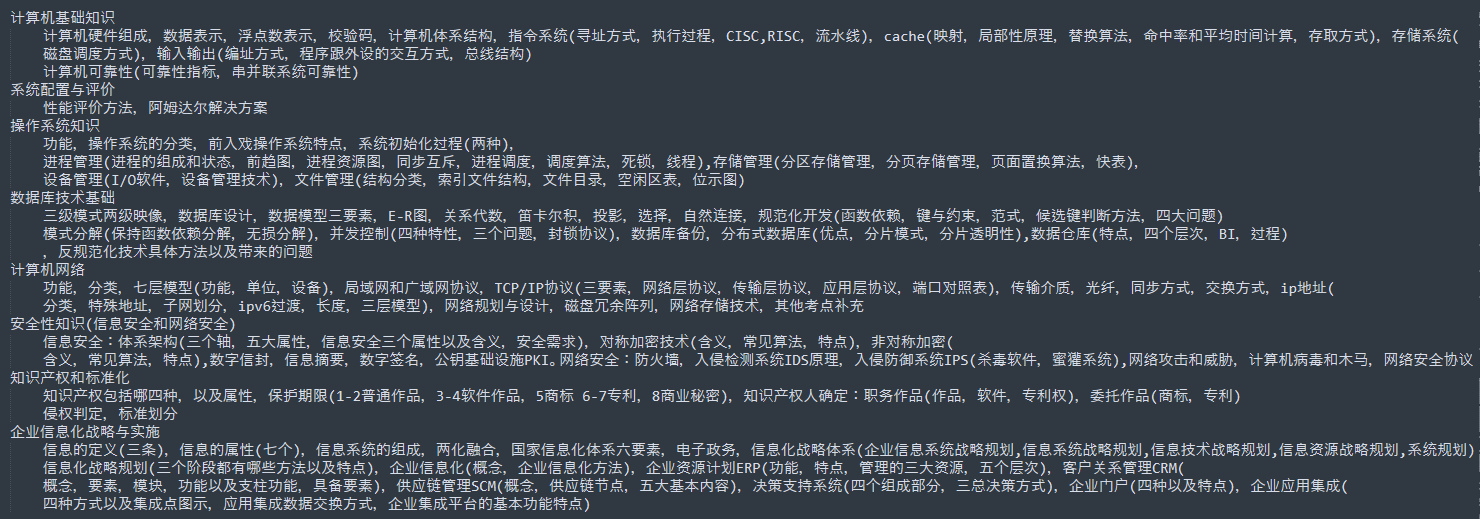 计算机基础知识
计算机硬件组成, 数据表示, 浮点数表示, 校验码, 计算机体系结构, 指令系统(寻址方式, 执行过程, CISC,RISC, 流水线), cache(映射, 局部性原理, 替换算法, 命中率和平均时间计算, 存取方式), 存储系统(
磁盘调度方式), 输入输出(编址方式, 程序跟外设的交互方式, 总线结构)
计算机可靠性(可靠性指标, 串并联系统可靠性)
系统配置与评价
性能评价方法, 阿姆达尔解决方案
操作系统知识
功能, 操作系统的分类, 前入戏操作系统特点, 系统初始化过程(两种),
进程管理(进程的组成和状态, 前趋图, 进程资源图, 同步互斥, 进程调度, 调度算法, 死锁, 线程),存储管理(分区存储管理, 分页存储管理, 页面置换算法, 快表),
设备管理(I/O软件, 设备管理技术), 文件管理(结构分类, 索引文件结构, 文件目录, 空闲区表, 位示图)
数据库技术基础
三级模式两级映像, 数据库设计, 数据模型三要素, E-R图, 关系代数, 笛卡尔积, 投影, 选择, 自然连接, 规范化开发(函数依赖, 键与约束, 范式, 候选键判断方法, 四大问题)
模式分解(保持函数依赖分解, 无损分解), 并发控制(四种特性, 三个问题, 封锁协议), 数据库备份, 分布式数据库(优点, 分片模式, 分片透明性),数据仓库(特点, 四个层次, BI, 过程)
, 反规范化技术具体方法以及带来的问题
计算机网络
功能, 分类, 七层模型(功能, 单位, 设备), 局域网和广域网协议, TCP/IP协议(三要素, 网络层协议, 传输层协议, 应用层协议, 端口对照表), 传输介质, 光纤, 同步方式, 交换方式, ip地址(
分类, 特殊地址, 子网划分, ipv6过渡, 长度, 三层模型), 网络规划与设计, 磁盘冗余阵列, 网络存储技术, 其他考点补充
安全性知识(信息安全和网络安全)
信息安全：体系架构(三个轴, 五大属性, 信息安全三个属性以及含义, 安全需求), 对称加密技术(含义, 常见算法, 特点), 非对称加密(
含义, 常见算法, 特点),数字信封, 信息摘要, 数字签名, 公钥基础设施PKI。网络安全：防火墙, 入侵检测系统IDS原理, 入侵防御系统IPS(杀毒软件, 蜜獾系统),网络攻击和威胁, 计算机病毒和木马, 网络安全协议
知识产权和标准化
知识产权包括哪四种, 以及属性, 保护期限(1-2普通作品, 3-4软件作品, 5商标 6-7专利, 8商业秘密), 知识产权人确定：职务作品(作品, 软件, 专利权), 委托作品(商标, 专利)
侵权判定, 标准划分
企业信息化战略与实施
信息的定义(三条), 信息的属性(七个), 信息系统的组成, 两化融合, 国家信息化体系六要素, 电子政务, 信息化战略体系(企业信息系统战略规划,信息系统战略规划,信息技术战略规划,信息资源战略规划,系统规划)
信息化战略规划(三个阶段都有哪些方法以及特点), 企业信息化(概念, 企业信息化方法), 企业资源计划ERP(功能, 特点, 管理的三大资源, 五个层次), 客户关系管理CRM(
概念, 要素, 模块, 功能以及支柱功能, 具备要素), 供应链管理SCM(概念, 供应链节点, 五大基本内容), 决策支持系统(四个组成部分, 三总决策方式), 企业门户(四种以及特点), 企业应用集成(
四种方式以及集成点图示, 应用集成数据交换方式, 企业集成平台的基本功能特点)